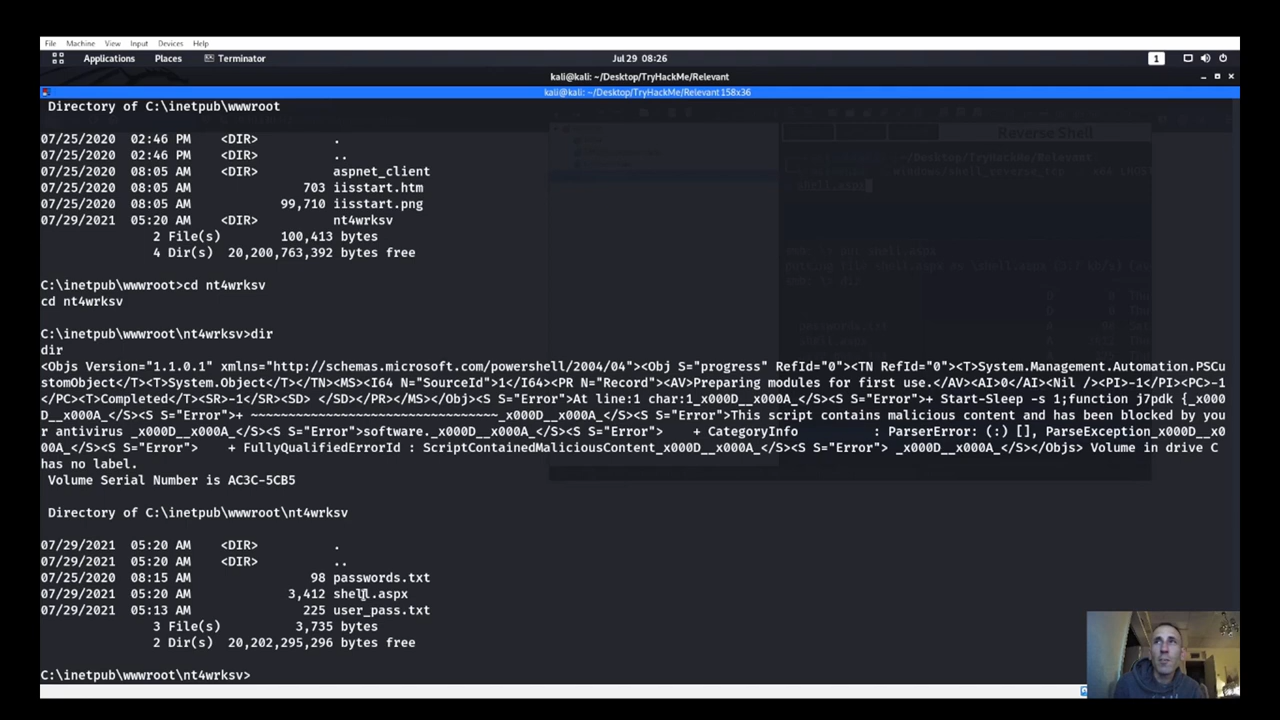 File Machine View Input Devices Help
Applications Places Terminator Jul 29 08:26 1
kali@kali: ~/Desktop/TryHackMe/Relevant
kali@kali: ~/Desktop/TryHackMe/Relevant 158x36
Directory of C:\inetpub\wwwroot
07/25/2020 02:46 PM <DIR> .
07/25/2020 02:46 PM <DIR> ..
07/25/2020 08:05 AM <DIR> aspnet_client
07/25/2020 08:05 AM 703 iisstart.htm
07/25/2020 08:05 AM 99,710 iisstart.png
07/29/2021 05:20 AM <DIR> nt4wrksv
2 File(s) 100,413 bytes
4 Dir(s) 20,200,763,392 bytes free
Reverse Shell
~/Desktop/TryHackMe/Relevant
C:\inetpub\wwwroot>cd nt4wrksv
cd nt4wrksv
C:\inetpub\wwwroot\nt4wrksv>dir
dir
<Objs Version="1.1.0.1" xmlns="http://schemas.microsoft.com/powershell/2004/04"><Obj S="progress" RefId="0"><TN RefId="0"><T>System.Management.Automation.PSCu
stomObject</T><T>System.Object</T></TN><MS><I64 N="SourceId">1</I64><PR N="Record"><AV>Preparing modules for first use.</AV><AI>0</AI><Nil /><PI>-1</PI><PC>-1
</PC><T>Completed</T><SR>-1</SR><SD> </SD></PR></MS></Obj><S S="Error">At line:1 char:1_x000D__x000A_</S><S S="Error">+ Start-Sleep -s 1;function j7pdk {_x000
D__x000A_</S><S S="Error">+ ~~~~~~~~~~~~~~~~~~~~~~~~~~~~~~~~~_x000D__x000A_</S><S S="Error">This script contains malicious content and has been blocked by you
r antivirus _x000D__x000A_</S><S S="Error">software._x000D__x000A_</S><S S="Error"> + CategoryInfo : ParserError: (:) [], ParseException_x000D__x0
00A_</S><S S="Error"> + FullyQualifiedErrorId : ScriptContainedMaliciousContent_x000D__x000A_</S><S S="Error"> _x000D__x000A_</S></Objs> Volume in drive C
has no label.
Volume Serial Number is AC3C-5CB5
Directory of C:\inetpub\wwwroot\nt4wrksv
07/29/2021 05:20 AM <DIR> .
07/29/2021 05:20 AM <DIR> ..
07/25/2020 08:15 AM 98 passwords.txt
07/29/2021 05:20 AM 3,412 shell.aspx
07/29/2021 05:13 AM 225 user_pass.txt
3 File(s) 3,735 bytes
2 Dir(s) 20,202,295,296 bytes free
C:\inetpub\wwwroot\nt4wrksv>